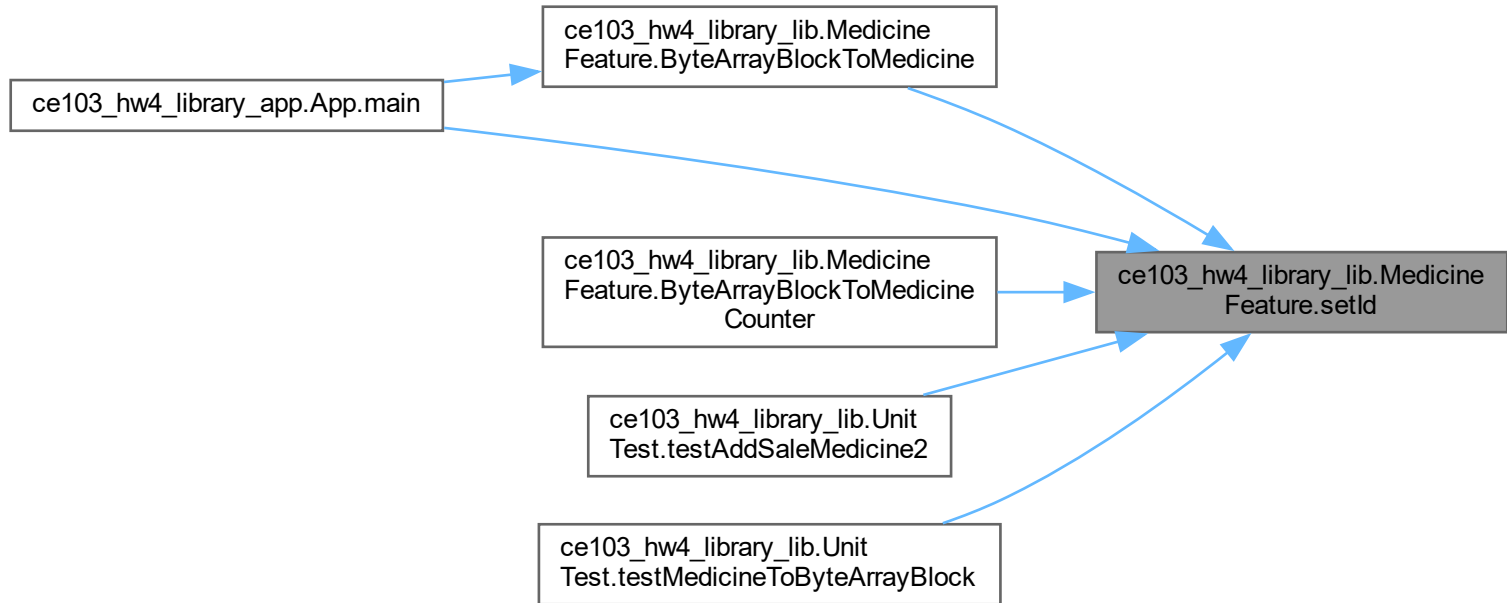 ce103_hw4_library_lib.Medicine
Feature.ByteArrayBlockToMedicine
ce103_hw4_library_app.App.main
ce103_hw4_library_lib.Medicine
Feature.ByteArrayBlockToMedicine
Counter
ce103_hw4_library_lib.Medicine
Feature.setId
ce103_hw4_library_lib.Unit
Test.testAddSaleMedicine2
ce103_hw4_library_lib.Unit
Test.testMedicineToByteArrayBlock